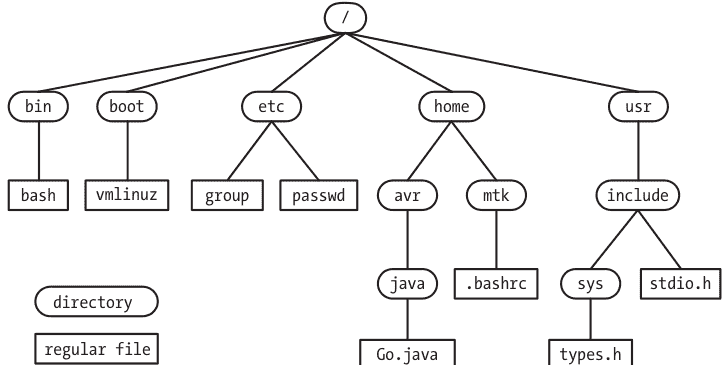 /
bin boot etc home usr
bash vmlinuz group passwd avr mtk include
directory java .bashrc sys stdio.h
regular file Go.java types.h